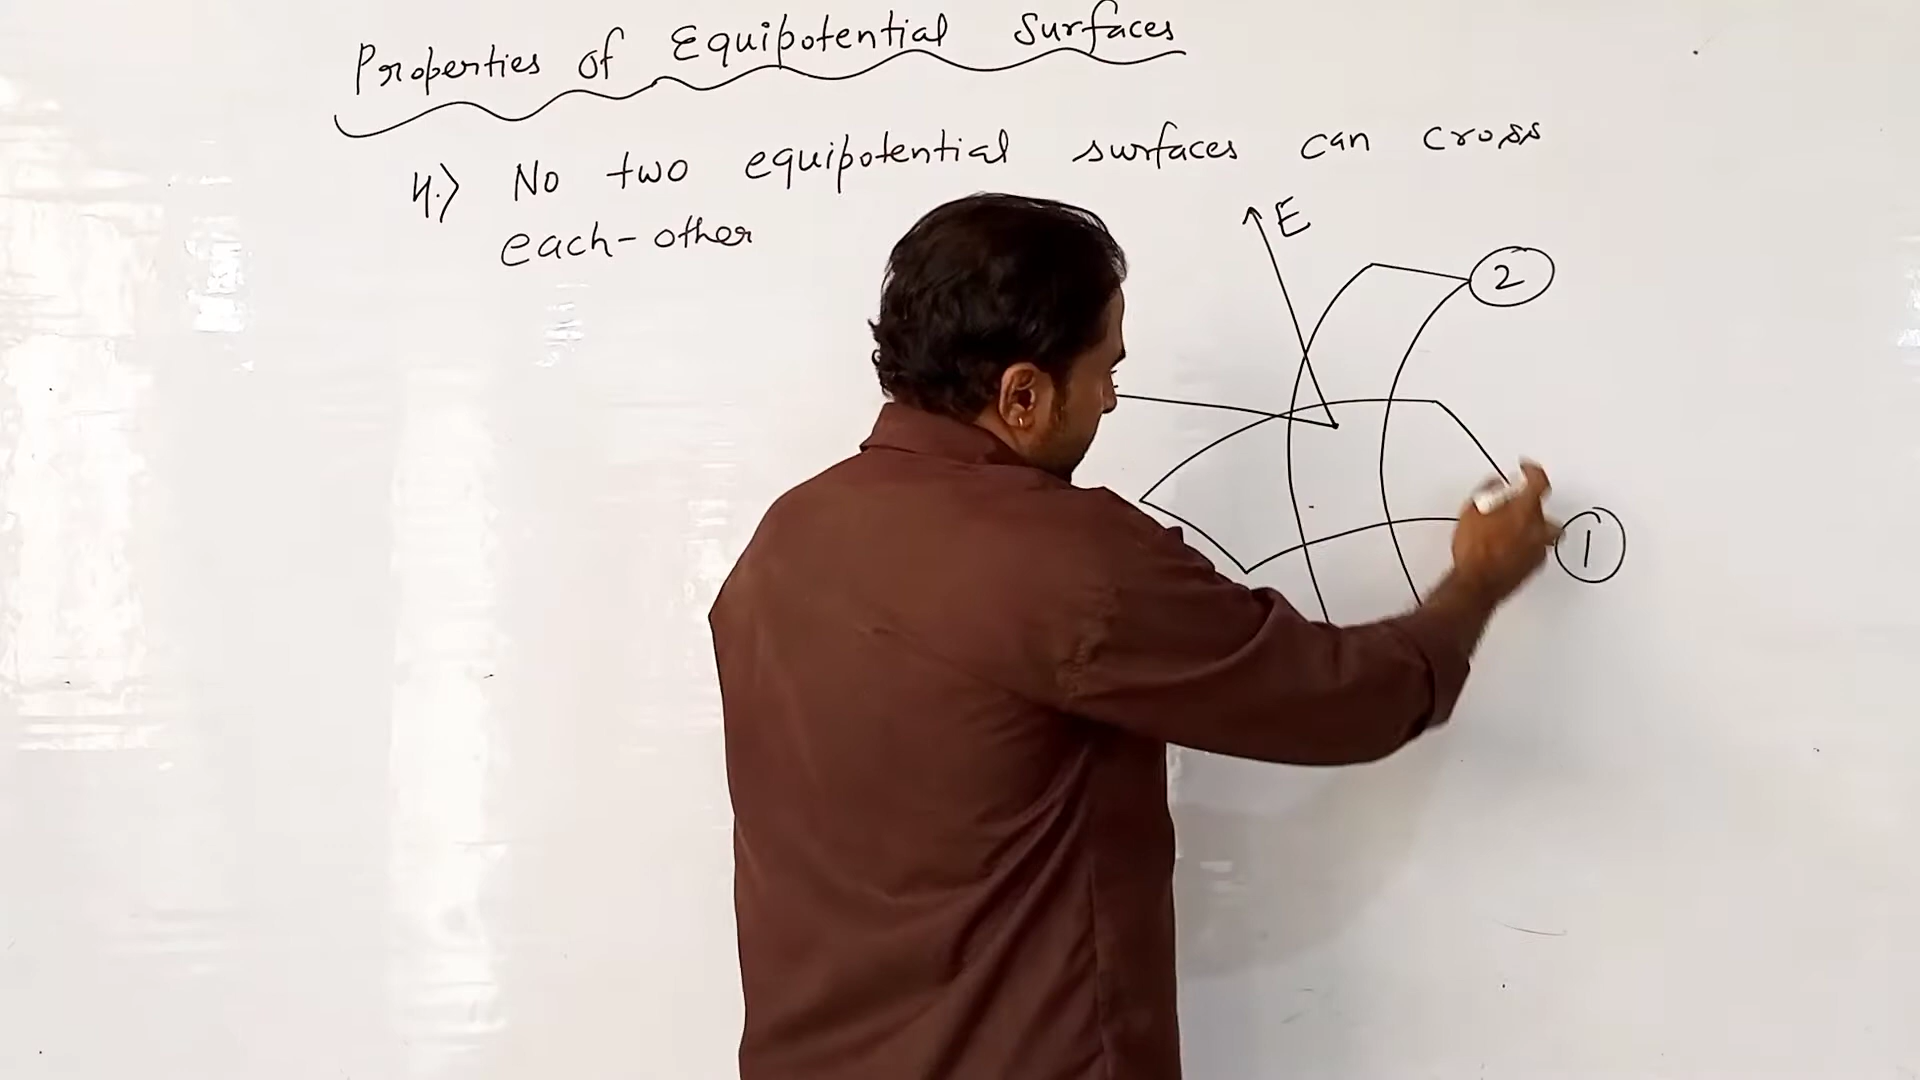 Properties of Equipotential Surfaces
4.) No two equipotential surfaces can cross
each-other
E
2
1